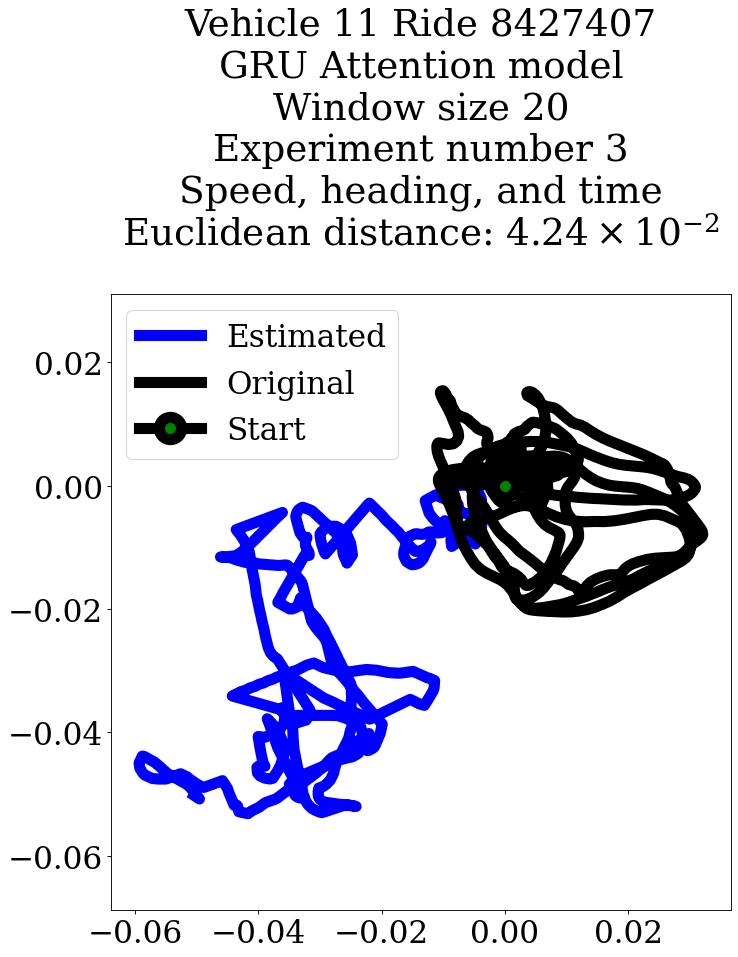 Vehicle 11 Ride 8427407
GRU Attention model
Window size 20
Experiment number 3
Speed, heading, and time
Euclidean distance: 4.24 × 10⁻²
Estimated
Original
Start
0.02
0.00
−0.02
−0.04
−0.06
−0.06 −0.04 −0.02 0.00 0.02